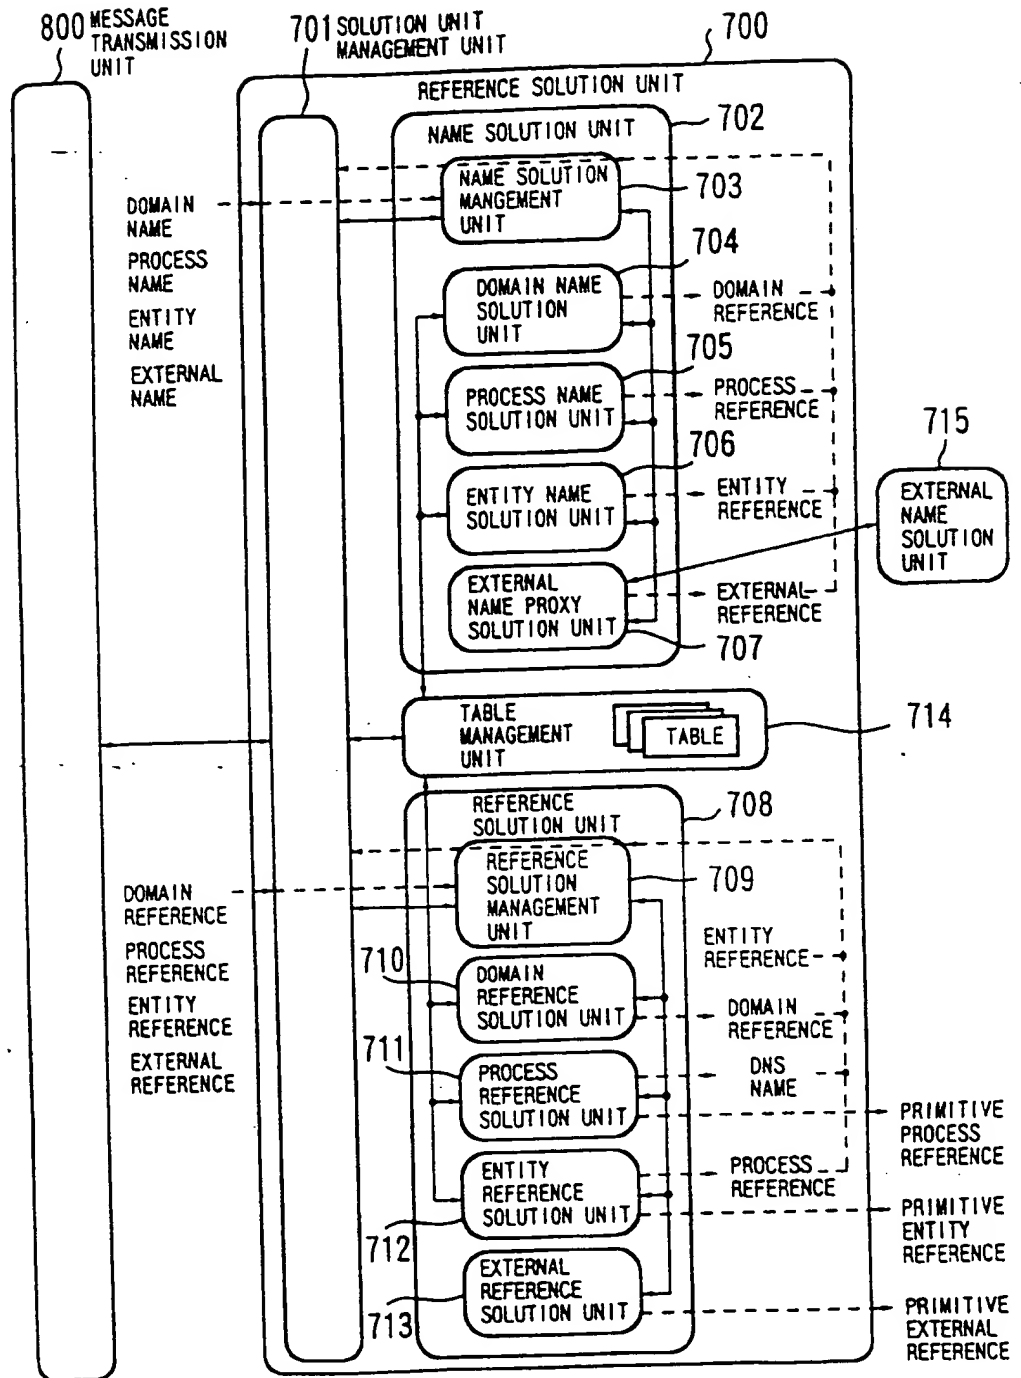 800 MESSAGE
TRANSMISSION
UNIT
701 SOLUTION UNIT
MANAGEMENT UNIT
700
REFERENCE SOLUTION UNIT
NAME SOLUTION UNIT
702
NAME SOLUTION
MANGEMENT
UNIT
703
DOMAIN
NAME
PROCESS
NAME
ENTITY
NAME
EXTERNAL
NAME
704
DOMAIN NAME
SOLUTION
UNIT
DOMAIN
REFERENCE
705
PROCESS NAME
SOLUTION UNIT
PROCESS
REFERENCE
706
ENTITY NAME
SOLUTION UNIT
ENTITY
REFERENCE
715
EXTERNAL
NAME
SOLUTION
UNIT
EXTERNAL
NAME PROXY
SOLUTION UNIT
EXTERNAL
REFERENCE
707
TABLE
MANAGEMENT
UNIT
TABLE
714
REFERENCE
SOLUTION UNIT
708
REFERENCE
SOLUTION
MANAGEMENT
UNIT
709
DOMAIN
REFERENCE
PROCESS
REFERENCE
ENTITY
REFERENCE
EXTERNAL
REFERENCE
ENTITY
REFERENCE
710
DOMAIN
REFERENCE
SOLUTION UNIT
DOMAIN
REFERENCE
711
PROCESS
REFERENCE
SOLUTION UNIT
DNS
NAME
PRIMITIVE
PROCESS
REFERENCE
ENTITY
REFERENCE
SOLUTION UNIT
712
PROCESS
REFERENCE
PRIMITIVE
ENTITY
REFERENCE
EXTERNAL
REFERENCE
SOLUTION UNIT
713
PRIMITIVE
EXTERNAL
REFERENCE